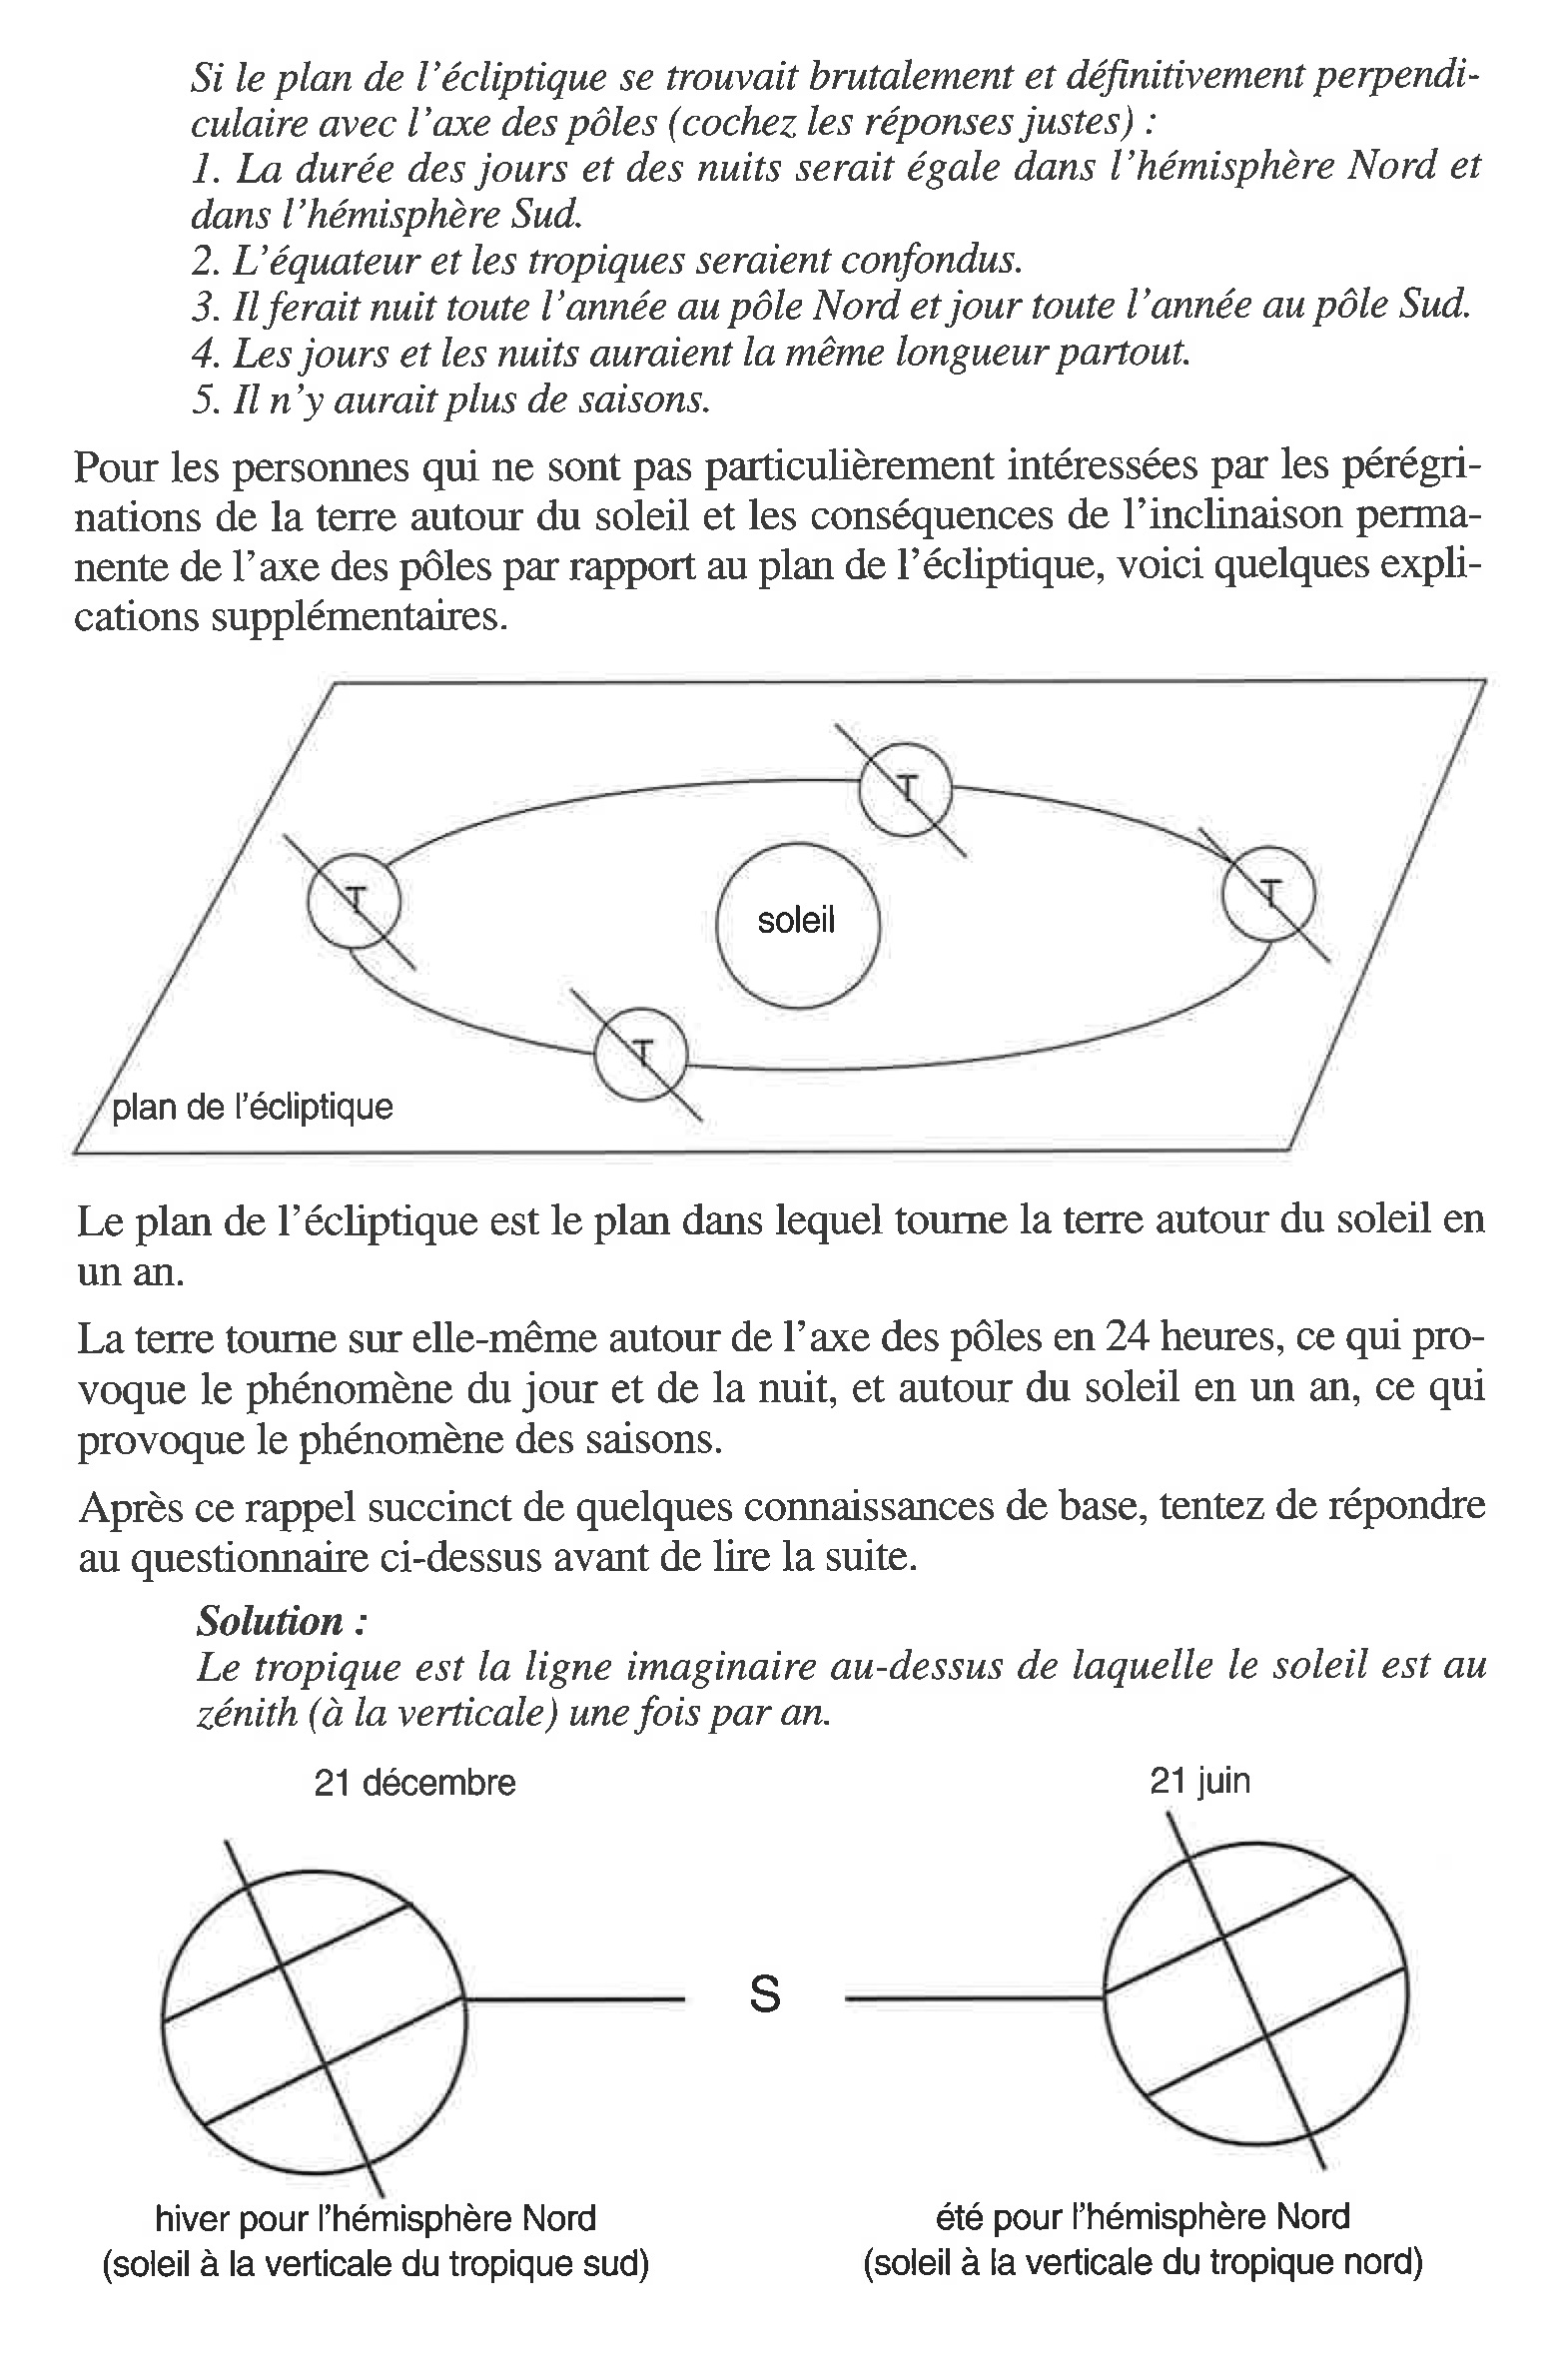 Si le plan de l'écliptique se trouvait brutalement et définitivement perpendi-
culaire avec l'axe des pôles (cochez les réponses justes) :
1. La durée des jours et des nuits serait égale dans l'hémisphère Nord et
dans l'hémisphère Sud.
2. L'équateur et les tropiques seraient confondus.
3. Il ferait nuit toute l'année au pôle Nord et jour toute l'année au pôle Sud.
4. Les jours et les nuits auraient la même longueur partout.
5. Il n'y aurait plus de saisons.
Pour les personnes qui ne sont pas particulièrement intéressées par les pérégri-
nations de la terre autour du soleil et les conséquences de l'inclinaison perma-
nente de l'axe des pôles par rapport au plan de l'écliptique, voici quelques expli-
cations supplémentaires.
T
T
T
soleil
T
plan de l'écliptique
Le plan de l'écliptique est le plan dans lequel tourne la terre autour du soleil en
un an.
La terre tourne sur elle-même autour de l'axe des pôles en 24 heures, ce qui pro-
voque le phénomène du jour et de la nuit, et autour du soleil en un an, ce qui
provoque le phénomène des saisons.
Après ce rappel succinct de quelques connaissances de base, tentez de répondre
au questionnaire ci-dessus avant de lire la suite.
Solution :
Le tropique est la ligne imaginaire au-dessus de laquelle le soleil est au
zénith (à la verticale) une fois par an.
21 décembre
21 juin
S
hiver pour l'hémisphère Nord
(soleil à la verticale du tropique sud)
été pour l'hémisphère Nord
(soleil à la verticale du tropique nord)